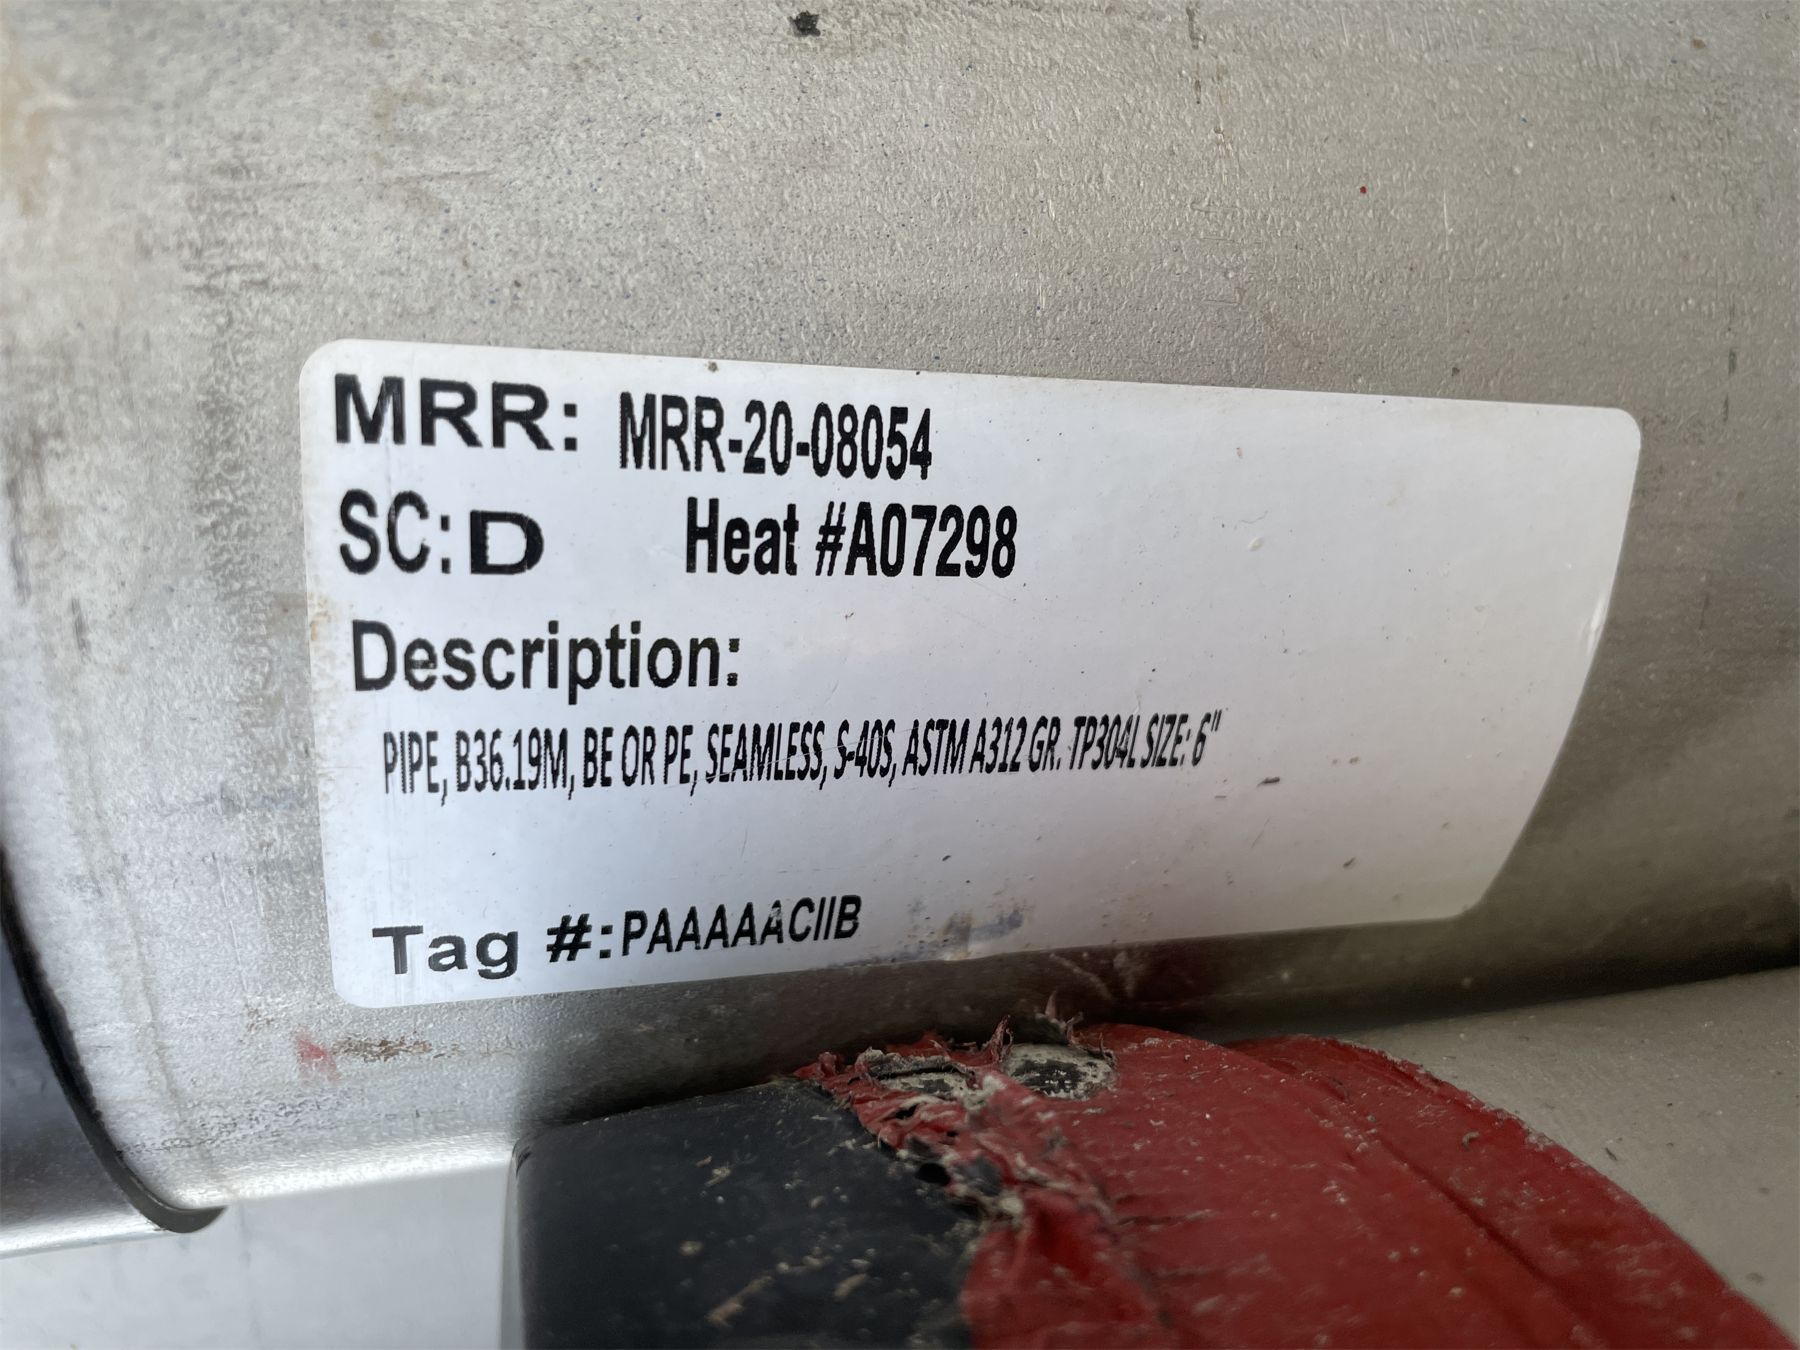 MRR: MRR-20-08054
SC:D Heat #A07298
Description:
PIPE, B36.19M, BE OR PE, SEAMLESS, S-40S, ASTM A312 GR. TP304L SIZE: 6"
Tag #:PAAAAACIIB